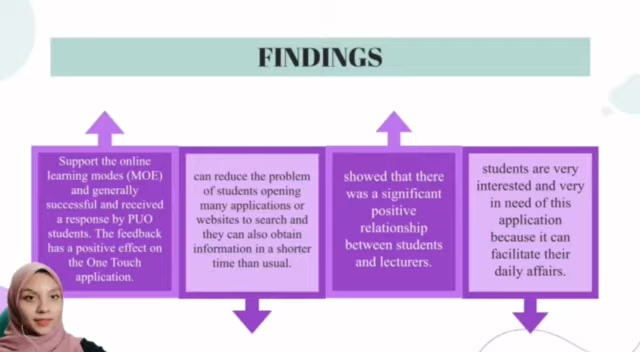 FINDINGS
Support the online
learning modes (MOE)
and generally
successful and received
a response by PUO
students. The feedback
has a positive effect on
the One Touch
application.
can reduce the problem
of students opening
many applications or
websites to search and
they can also obtain
information in a shorter
time than usual.
showed that there
was a significant
positive
relationship
between students
and lecturers.
students are very
interested and very
in need of this
application
because it can
facilitate their
daily affairs.